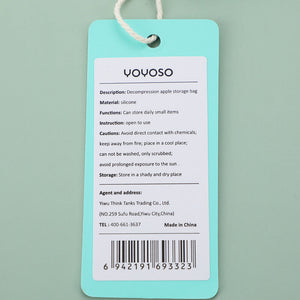 YOYOSO
Description: Decompression apple storage bag
Material: silicone
Functions: Can store daily small items
Instruction: open to use
Cautions: Avoid direct contact with chemicals;
keep away from fire; place in a cool place;
can not be washed, only scrubbed,
avoid prolonged exposure to the sun .
Storage: Store in a shady and dry place
Agent and address:
Yiwu Think Tanks Trading Co., Ltd.
(NO.259 Sufu Road,Yiwu City,China)
TEL : 400-661-3637
Made in China
6 942191 693323